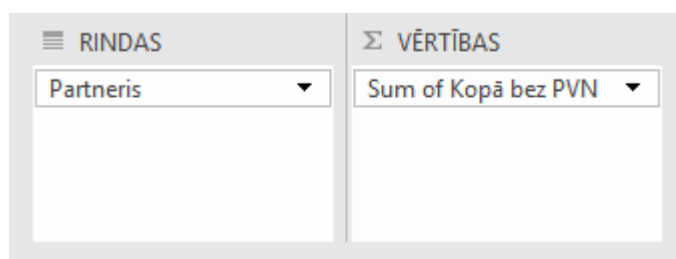 RINDAS
Σ VĒRTĪBAS
Partneris
Sum of Kopā bez PVN